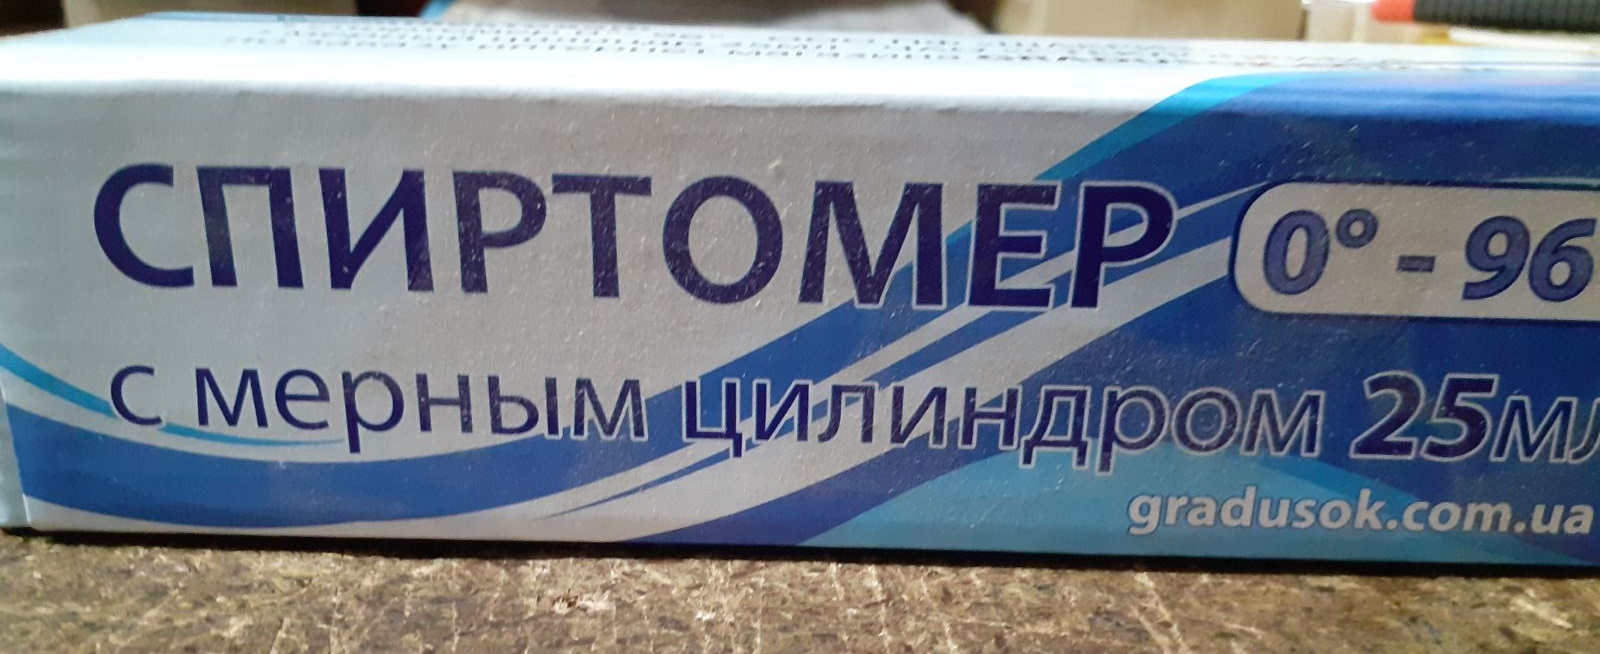 СПИРТОМЕР
0° - 96
с мерным цилиндром 25мл
gradusok.com.ua